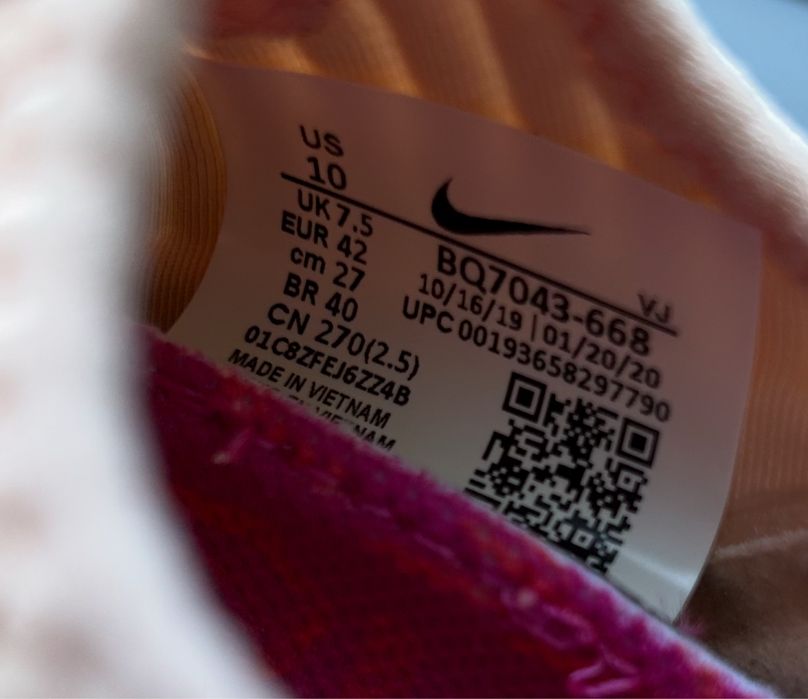 US
10
UK 7.5
EUR 42
cm 27
BR 40
CN 270(2.5)
01C8ZFEJ6ZZ4B
MADE IN VIETNAM
VIETNAM
VJ
BQ7043-668
10/16/19 | 01/20/20
UPC 00193658297790